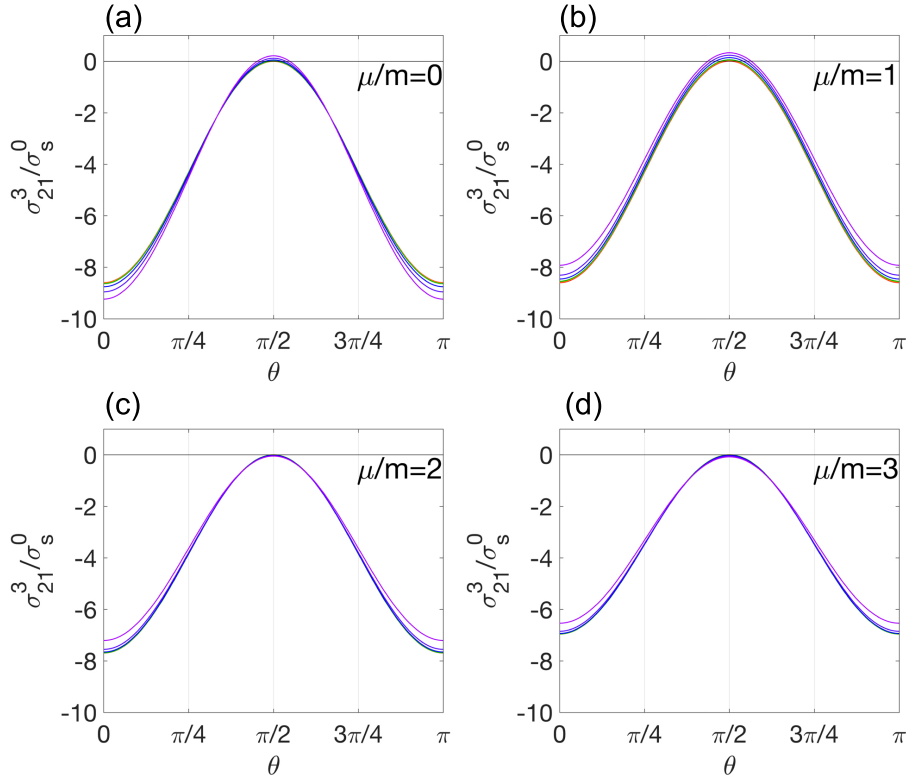 (a)
0
-2
-4
-6
-8
-10
σ³₂₁/σ⁰ₛ
μ/m=0
0 π/4 π/2 3π/4 π
θ
(b)
0
-2
-4
-6
-8
-10
σ³₂₁/σ⁰ₛ
μ/m=1
0 π/4 π/2 3π/4 π
θ
(c)
0
-2
-4
-6
-8
-10
σ³₂₁/σ⁰ₛ
μ/m=2
0 π/4 π/2 3π/4 π
θ
(d)
0
-2
-4
-6
-8
-10
σ³₂₁/σ⁰ₛ
μ/m=3
0 π/4 π/2 3π/4 π
θ